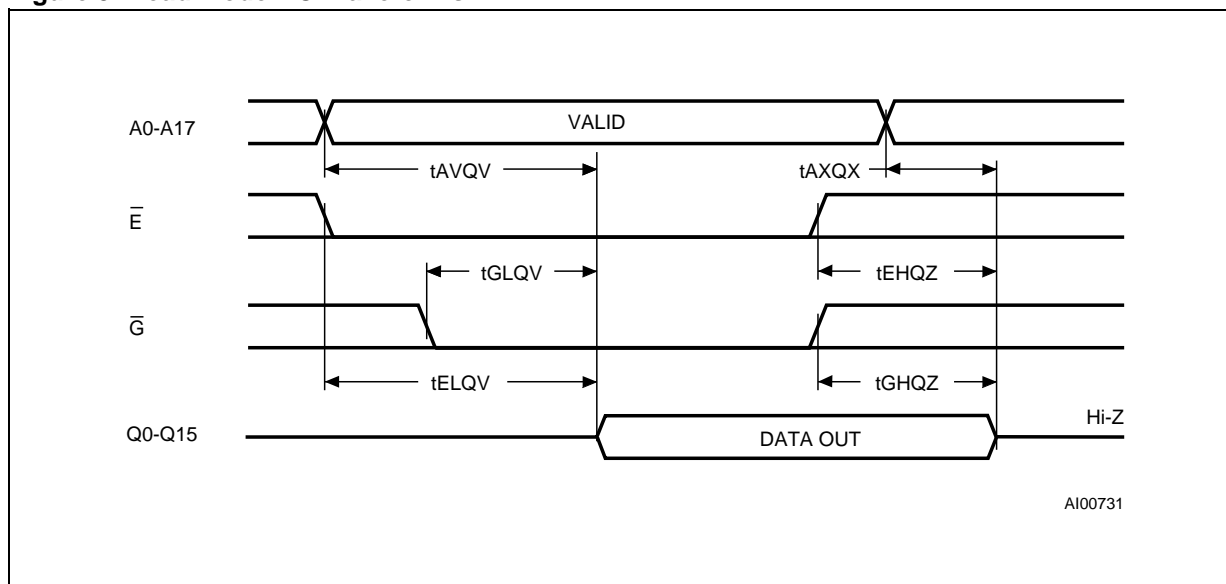 A0-A17
VALID
tAVQV
tAXQX
E̅
tGLQV
tEHQZ
G̅
tELQV
tGHQZ
Q0-Q15
DATA OUT
Hi-Z
AI00731